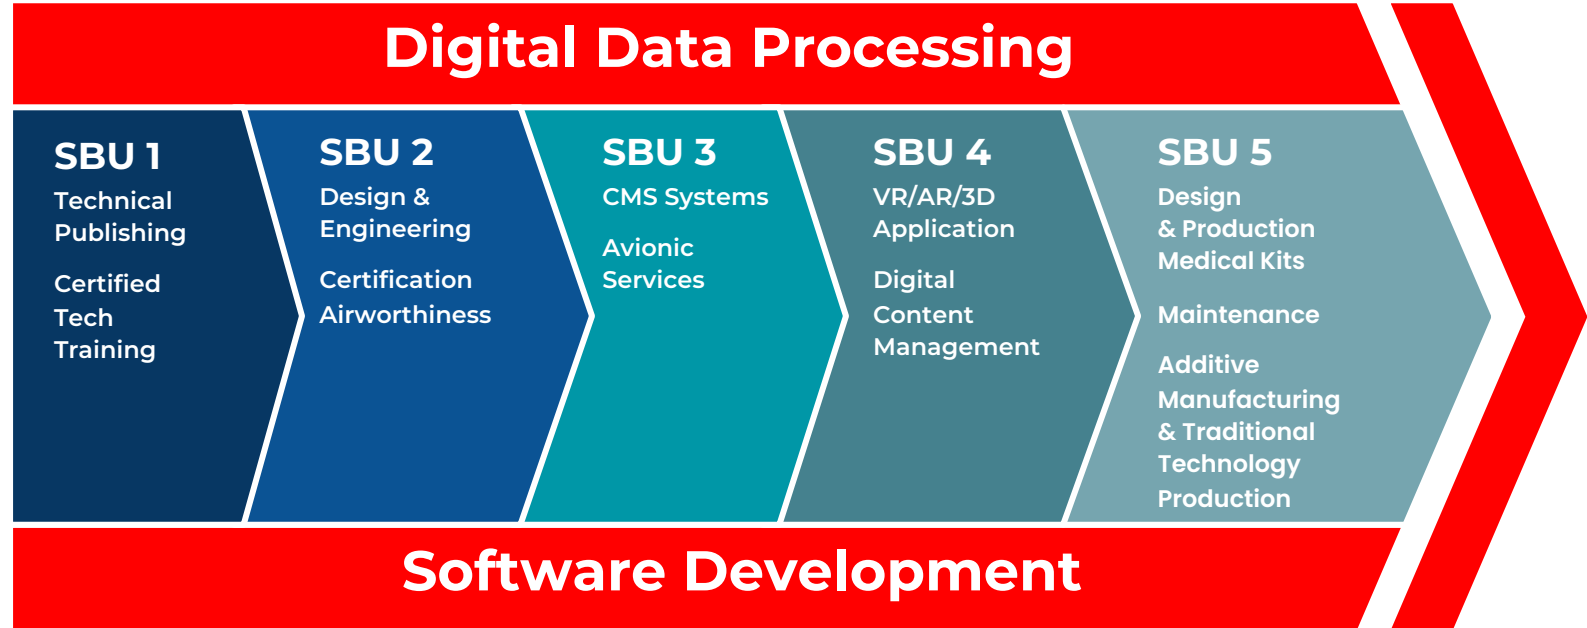 Digital Data Processing
SBU 1
Technical
Publishing
Certified
Tech
Training
SBU 2
Design &
Engineering
Certification
Airworthiness
SBU 3
CMS Systems
Avionic
Services
SBU 4
VR/AR/3D
Application
Digital
Content
Management
SBU 5
Design
& Production
Medical Kits
Maintenance
Additive
Manufacturing
& Traditional
Technology
Production
Software Development